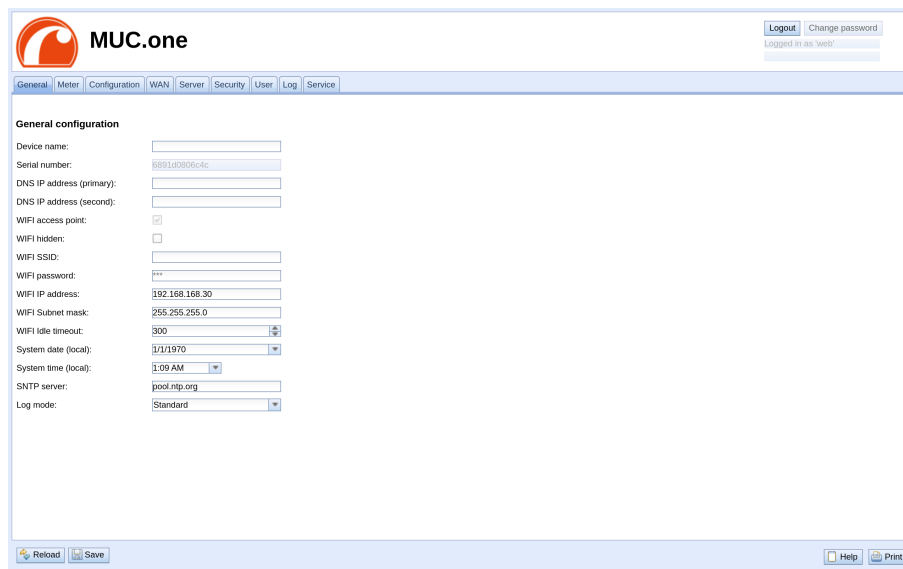 MUC.one
Logout Change password
Logged in as 'web'
General Meter Configuration WAN Server Security User Log Service
General configuration
Device name:
Serial number: 6891d0806c4c
DNS IP address (primary):
DNS IP address (second):
WIFI access point:
WIFI hidden:
WIFI SSID:
WIFI password: ***
WIFI IP address: 192.168.168.30
WIFI Subnet mask: 255.255.255.0
WIFI Idle timeout: 300
System date (local): 1/1/1970
System time (local): 1:09 AM
SNTP server: pool.ntp.org
Log mode: Standard
Reload Save Help Print